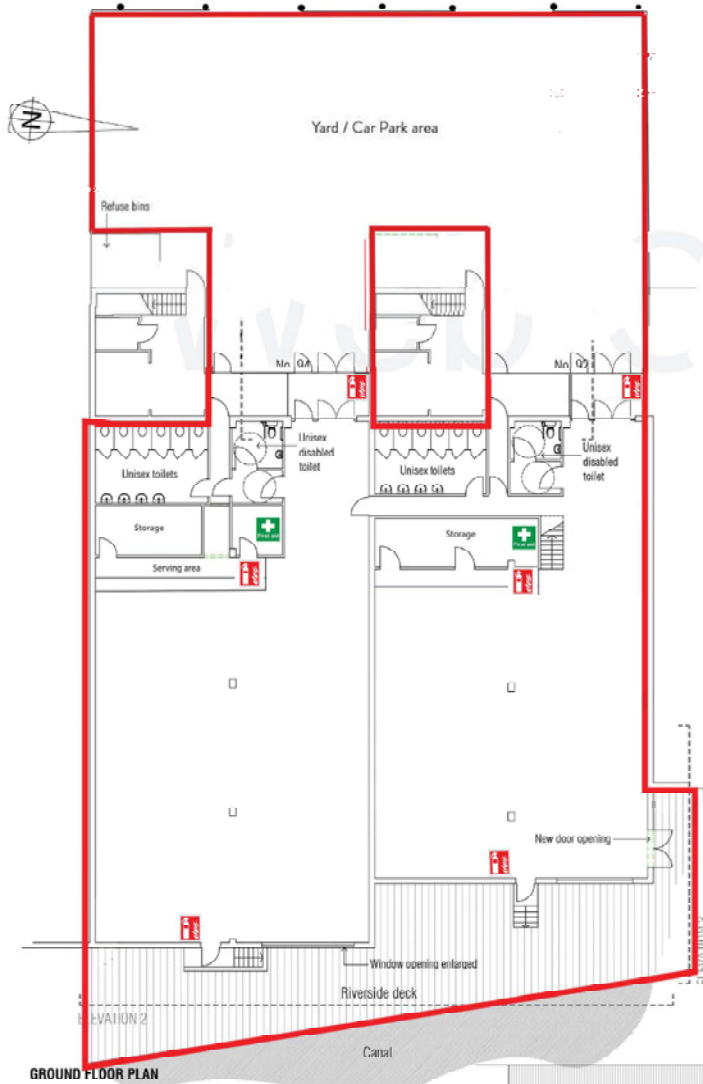 N
Yard / Car Park area
Refuse bins
No. 94
No. 92
Unisex
disabled
toilet
Unisex
disabled
toilet
Unisex toilets
Unisex toilets
Storage
Storage
First aid
First aid
Serving area
New door opening
Window opening enlarged
Riverside deck
ELEVATION 2
Canal
GROUND FLOOR PLAN